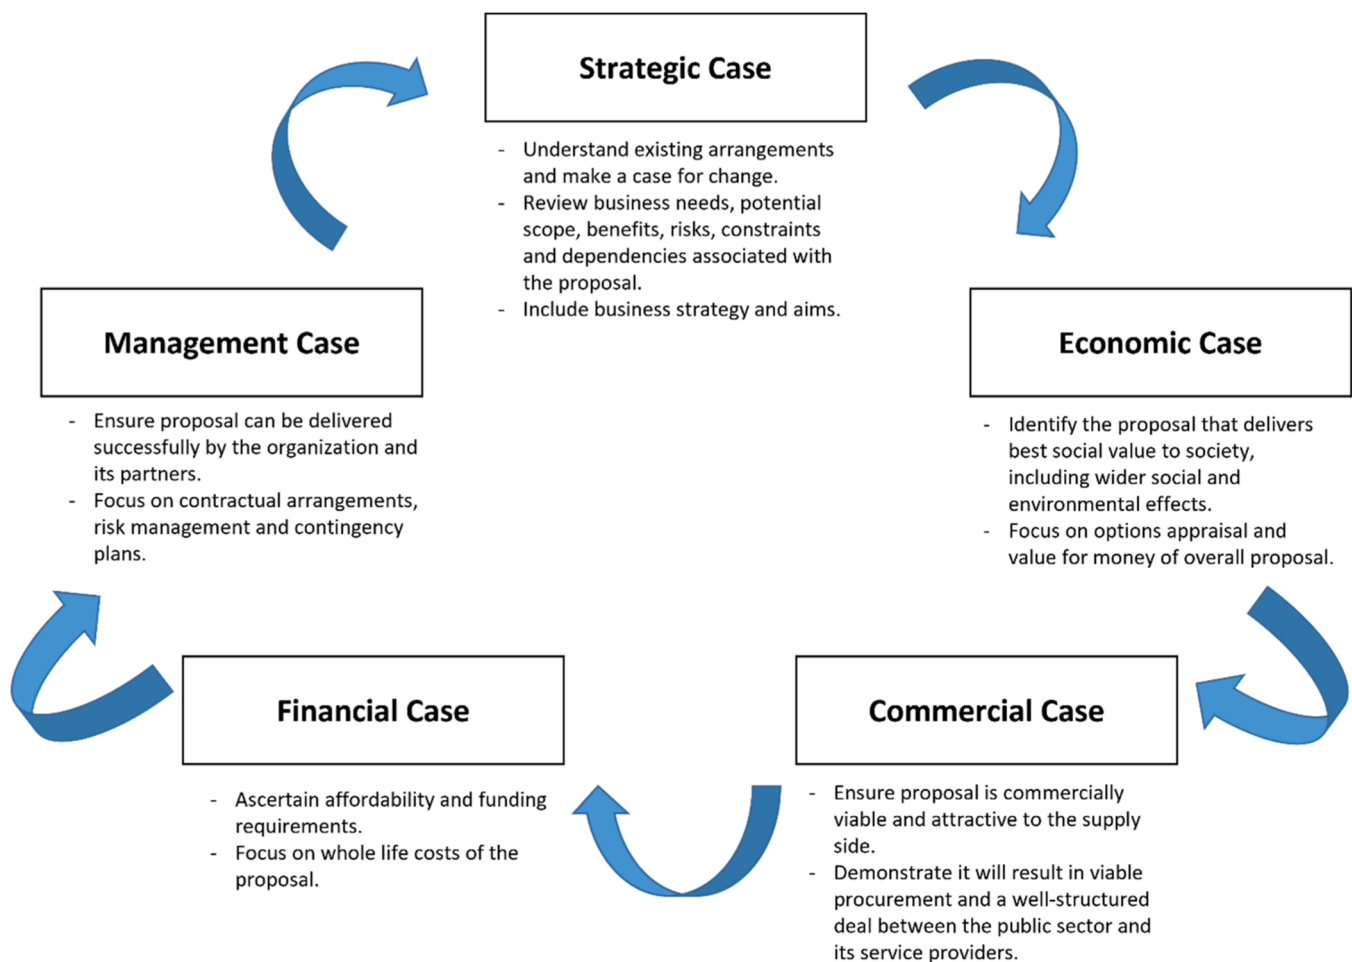 Strategic Case
- Understand existing arrangements
and make a case for change.
- Review business needs, potential
scope, benefits, risks, constraints
and dependencies associated with
the proposal.
- Include business strategy and aims.
Economic Case
- Identify the proposal that delivers
best social value to society,
including wider social and
environmental effects.
- Focus on options appraisal and
value for money of overall proposal.
Commercial Case
- Ensure proposal is commercially
viable and attractive to the supply
side.
- Demonstrate it will result in viable
procurement and a well-structured
deal between the public sector and
its service providers.
Financial Case
- Ascertain affordability and funding
requirements.
- Focus on whole life costs of the
proposal.
Management Case
- Ensure proposal can be delivered
successfully by the organization and
its partners.
- Focus on contractual arrangements,
risk management and contingency
plans.